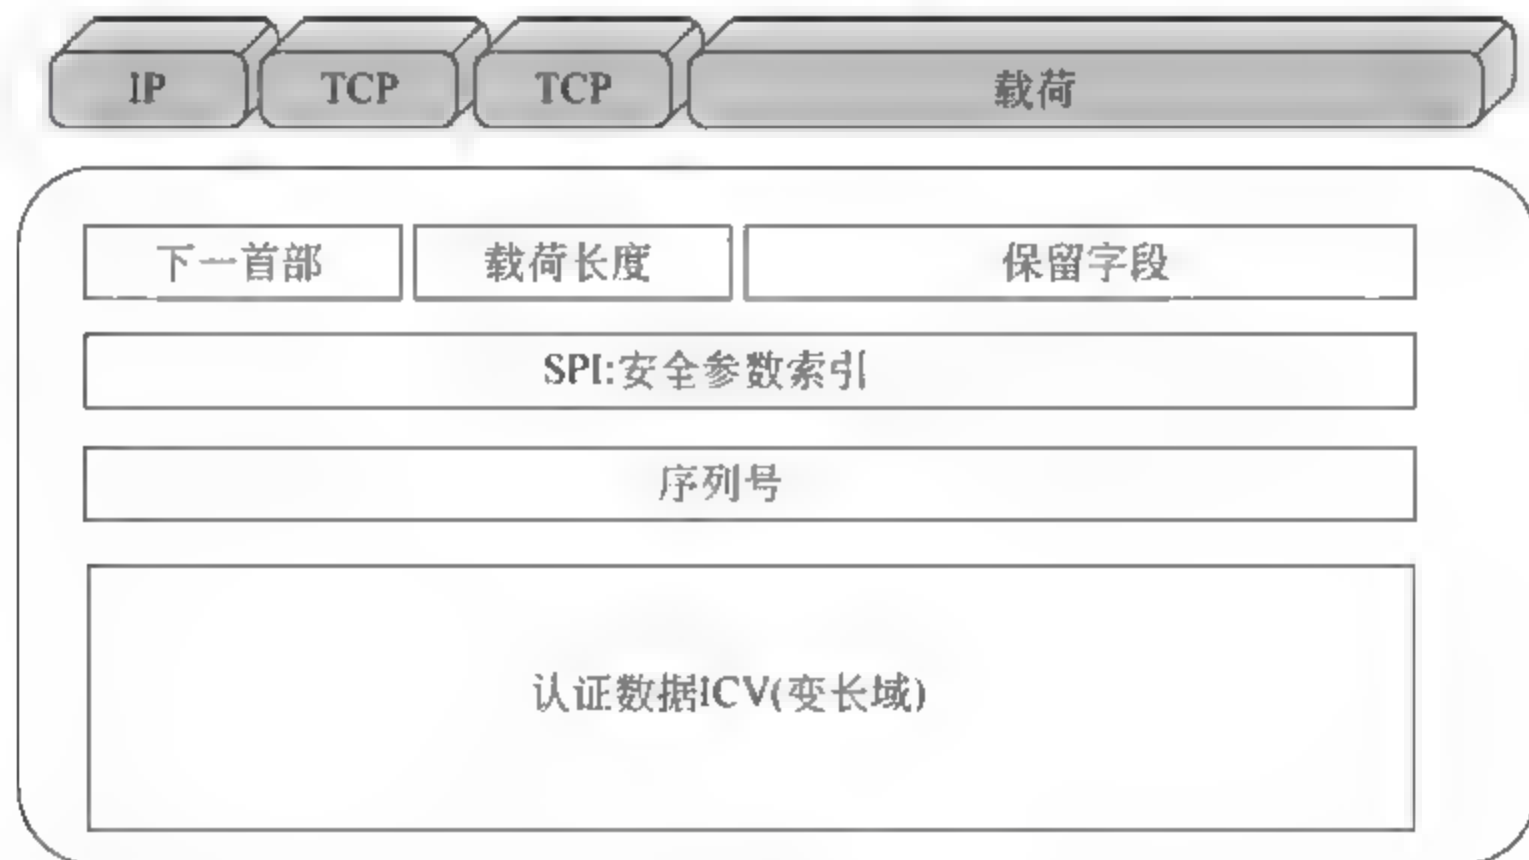 IP TCP TCP 载荷
下一首部 载荷长度 保留字段
SPI:安全参数索引
序列号
认证数据ICV(变长域)